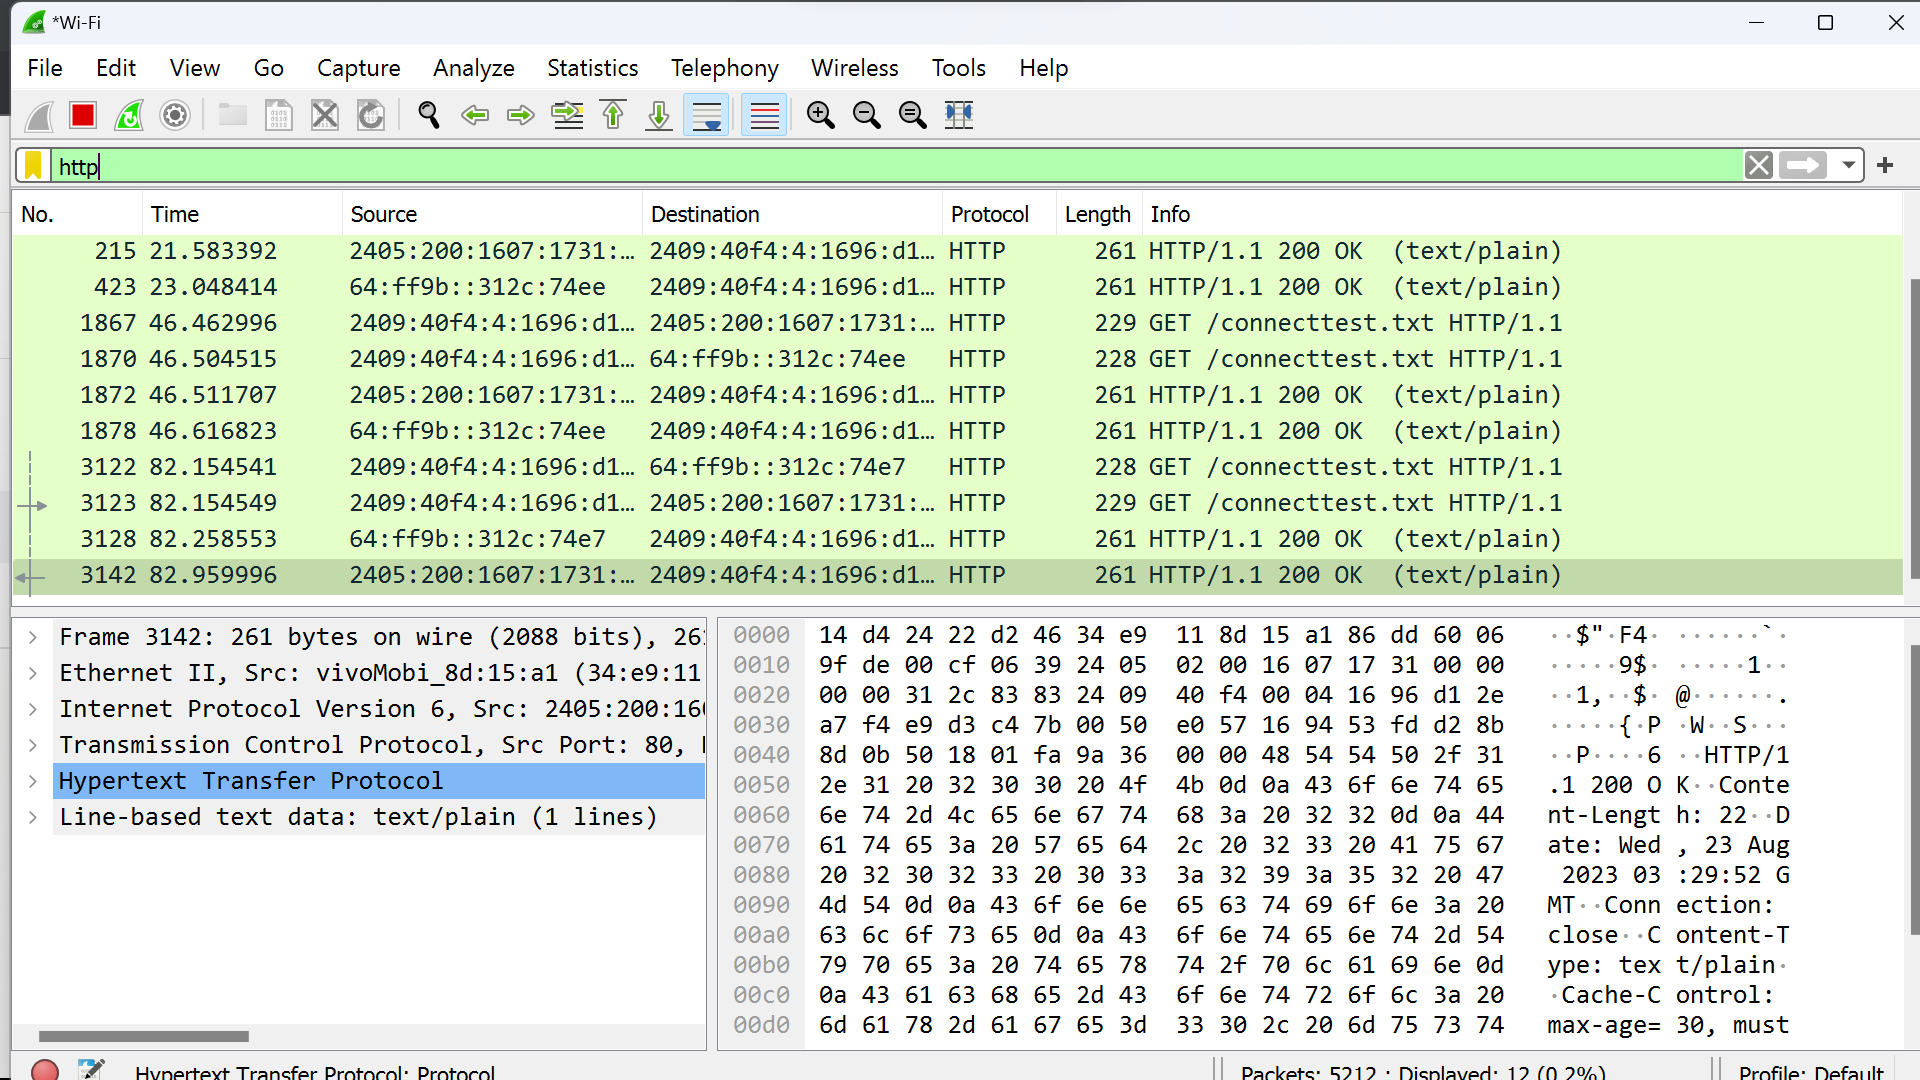 *Wi-Fi
File Edit View Go Capture Analyze Statistics Telephony Wireless Tools Help
http
No. Time Source Destination Protocol Length Info
215 21.583392 2405:200:1607:1731:… 2409:40f4:4:1696:d1… HTTP 261 HTTP/1.1 200 OK (text/plain)
423 23.048414 64:ff9b::312c:74ee 2409:40f4:4:1696:d1… HTTP 261 HTTP/1.1 200 OK (text/plain)
1867 46.462996 2409:40f4:4:1696:d1… 2405:200:1607:1731:… HTTP 229 GET /connecttest.txt HTTP/1.1
1870 46.504515 2409:40f4:4:1696:d1… 64:ff9b::312c:74ee HTTP 228 GET /connecttest.txt HTTP/1.1
1872 46.511707 2405:200:1607:1731:… 2409:40f4:4:1696:d1… HTTP 261 HTTP/1.1 200 OK (text/plain)
1878 46.616823 64:ff9b::312c:74ee 2409:40f4:4:1696:d1… HTTP 261 HTTP/1.1 200 OK (text/plain)
3122 82.154541 2409:40f4:4:1696:d1… 64:ff9b::312c:74e7 HTTP 228 GET /connecttest.txt HTTP/1.1
3123 82.154549 2409:40f4:4:1696:d1… 2405:200:1607:1731:… HTTP 229 GET /connecttest.txt HTTP/1.1
3128 82.258553 64:ff9b::312c:74e7 2409:40f4:4:1696:d1… HTTP 261 HTTP/1.1 200 OK (text/plain)
3142 82.959996 2405:200:1607:1731:… 2409:40f4:4:1696:d1… HTTP 261 HTTP/1.1 200 OK (text/plain)
Frame 3142: 261 bytes on wire (2088 bits), 261
Ethernet II, Src: vivoMobi_8d:15:a1 (34:e9:11
Internet Protocol Version 6, Src: 2405:200:160
Transmission Control Protocol, Src Port: 80,
Hypertext Transfer Protocol
Line-based text data: text/plain (1 lines)
0000 14 d4 24 22 d2 46 34 e9 11 8d 15 a1 86 dd 60 06 ··$"·F4· ······`·
0010 9f de 00 cf 06 39 24 05 02 00 16 07 17 31 00 00 ·····9$· ·····1··
0020 00 00 31 2c 83 83 24 09 40 f4 00 04 16 96 d1 2e ··1,··$· @······.
0030 a7 f4 e9 d3 c4 7b 00 50 e0 57 16 94 53 fd d2 8b ·····{·P ·W··S···
0040 8d 0b 50 18 01 fa 9a 36 00 00 48 54 54 50 2f 31 ··P····6 ··HTTP/1
0050 2e 31 20 32 30 30 20 4f 4b 0d 0a 43 6f 6e 74 65 .1 200 O K··Conte
0060 6e 74 2d 4c 65 6e 67 74 68 3a 20 32 32 0d 0a 44 nt-Lengt h: 22··D
0070 61 74 65 3a 20 57 65 64 2c 20 32 33 20 41 75 67 ate: Wed , 23 Aug
0080 20 32 30 32 33 20 30 33 3a 32 39 3a 35 32 20 47 2023 03 :29:52 G
0090 4d 54 0d 0a 43 6f 6e 6e 65 63 74 69 6f 6e 3a 20 MT··Conn ection:
00a0 63 6c 6f 73 65 0d 0a 43 6f 6e 74 65 6e 74 2d 54 close··C ontent-T
00b0 79 70 65 3a 20 74 65 78 74 2f 70 6c 61 69 6e 0d ype: tex t/plain·
00c0 0a 43 61 63 68 65 2d 43 6f 6e 74 72 6f 6c 3a 20 ·Cache-C ontrol:
00d0 6d 61 78 2d 61 67 65 3d 33 30 2c 20 6d 75 73 74 max-age= 30, must
Hypertext Transfer Protocol: Protocol
Packets: 5212 · Displayed: 12 (0.2%)
Profile: Default